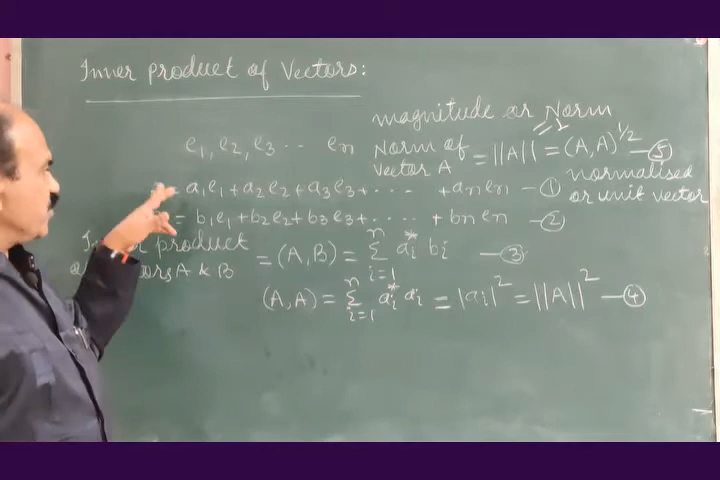 Inner product of Vectors:
magnitude or Norm
e₁, e₂, e₃ ... eₙ
Norm of vector A = ||A|| = (A, A)^1/2 — ⑤
normalised or unit vector
a₁e₁ + a₂e₂ + a₃e₃ + .... + aₙeₙ — ①
= b₁e₁ + b₂e₂ + b₃e₃ + .... + bₙeₙ — ②
product
A & B = (A, B) = Σ_{i=1}^{n} aᵢ* bᵢ — ③
(A, A) = Σ_{i=1}^{n} aᵢ* aᵢ = |aᵢ|² = ||A||² — ④